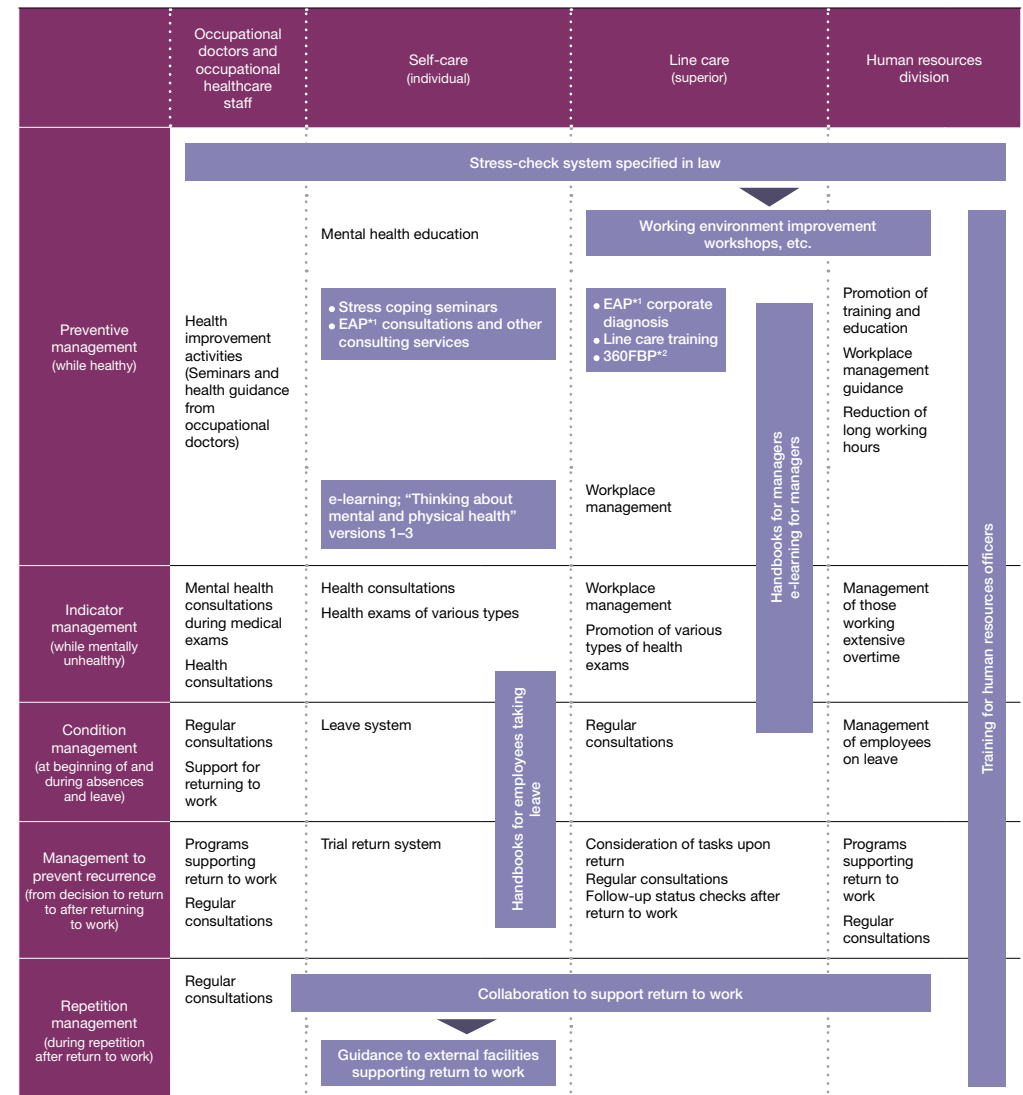 Occupational
doctors and
occupational
healthcare
staff
Self-care
(individual)
Line care
(superior)
Human resources
division
Preventive
management
(while healthy)
Stress-check system specified in law
Health
improvement
activities
(Seminars and
health guidance
from
occupational
doctors)
Mental health education
● Stress coping seminars
● EAP*1 consultations and other
consulting services
e-learning; “Thinking about
mental and physical health”
versions 1–3
Working environment improvement
workshops, etc.
● EAP*1 corporate
diagnosis
● Line care training
● 360FBP*2
Workplace
management
Handbooks for managers
e-learning for managers
Promotion of
training and
education
Workplace
management
guidance
Reduction of
long working
hours
Training for human resources officers
Indicator
management
(while mentally
unhealthy)
Mental health
consultations
during medical
exams
Health
consultations
Health consultations
Health exams of various types
Workplace
management
Promotion of various
types of health
exams
Management
of those
working
extensive
overtime
Handbooks for employees taking
leave
Condition
management
(at beginning of and
during absences
and leave)
Regular
consultations
Support for
returning to
work
Leave system
Regular
consultations
Management
of employees
on leave
Management to
prevent recurrence
(from decision to return
to after returning
to work)
Programs
supporting
return to work
Regular
consultations
Trial return system
Consideration of tasks upon
return
Regular consultations
Follow-up status checks after
return to work
Programs
supporting
return to
work
Regular
consultations
Repetition
management
(during repetition
after return to work)
Regular
consultations
Collaboration to support return to work
Guidance to external facilities
supporting return to work